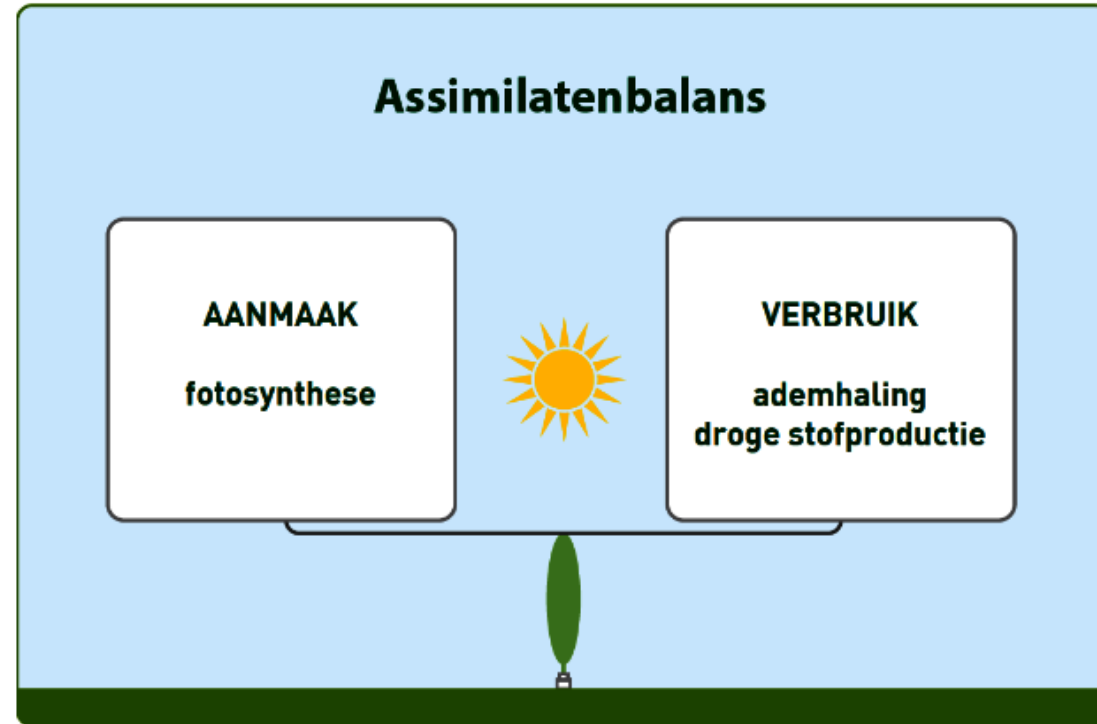 Assimilatenbalans
AANMAAK
fotosynthese
VERBRUIK
ademhaling
droge stofproductie